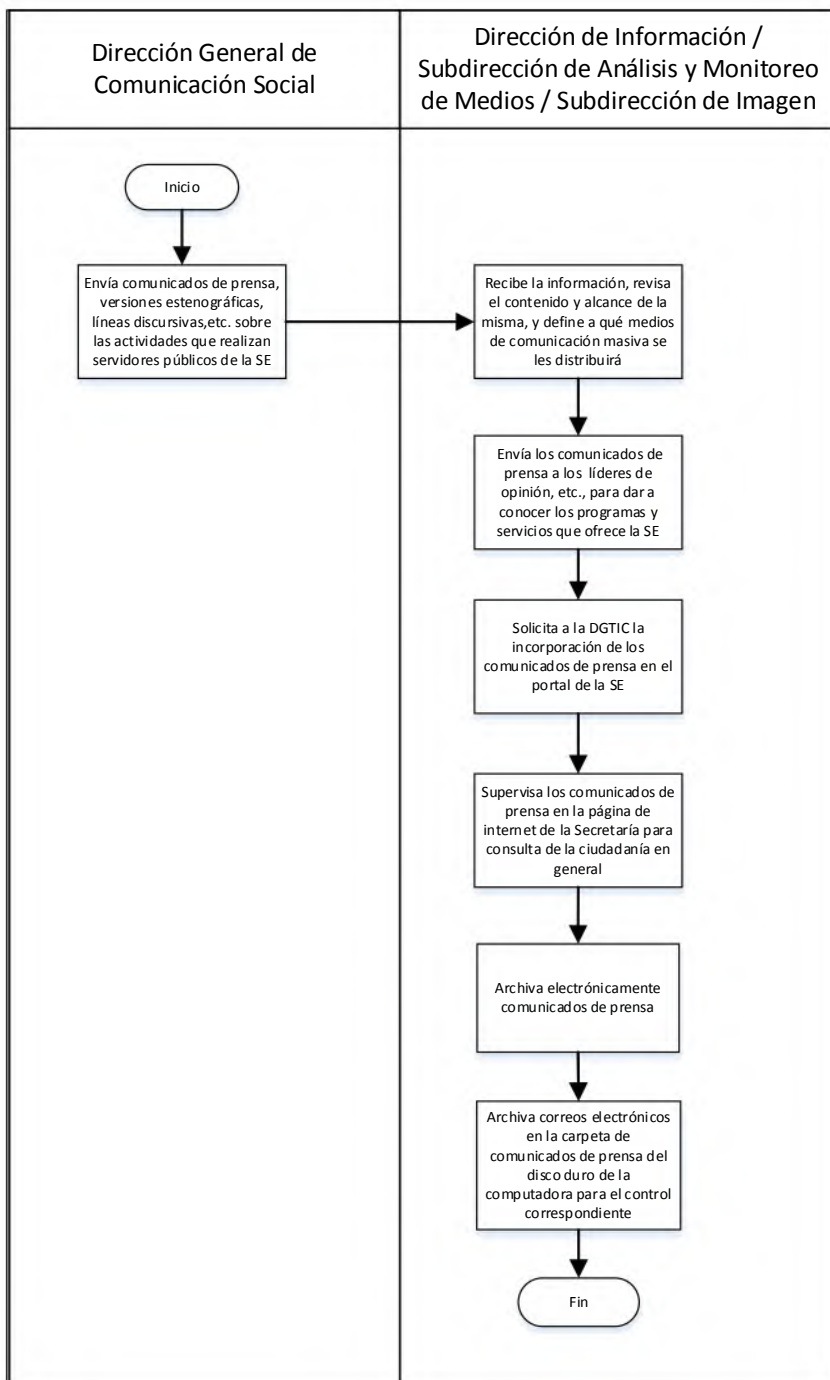 Dirección General de
Comunicación Social
Dirección de Información /
Subdirección de Análisis y Monitoreo
de Medios / Subdirección de Imagen
Inicio
Envía comunicados de prensa,
versiones estenográficas,
líneas discursivas,etc. sobre
las actividades que realizan
servidores públicos de la SE
Recibe la información, revisa
el contenido y alcance de la
misma, y define a qué medios
de comunicación masiva se
les distribuirá
Envía los comunicados de
prensa a los líderes de
opinión, etc., para dar a
conocer los programas y
servicios que ofrece la SE
Solicita a la DGTIC la
incorporación de los
comunicados de prensa en el
portal de la SE
Supervisa los comunicados de
prensa en la página de
internet de la Secretaría para
consulta de la ciudadanía en
general
Archiva electrónicamente
comunicados de prensa
Archiva correos electrónicos
en la carpeta de
comunicados de prensa del
disco duro de la
computadora para el control
correspondiente
Fin